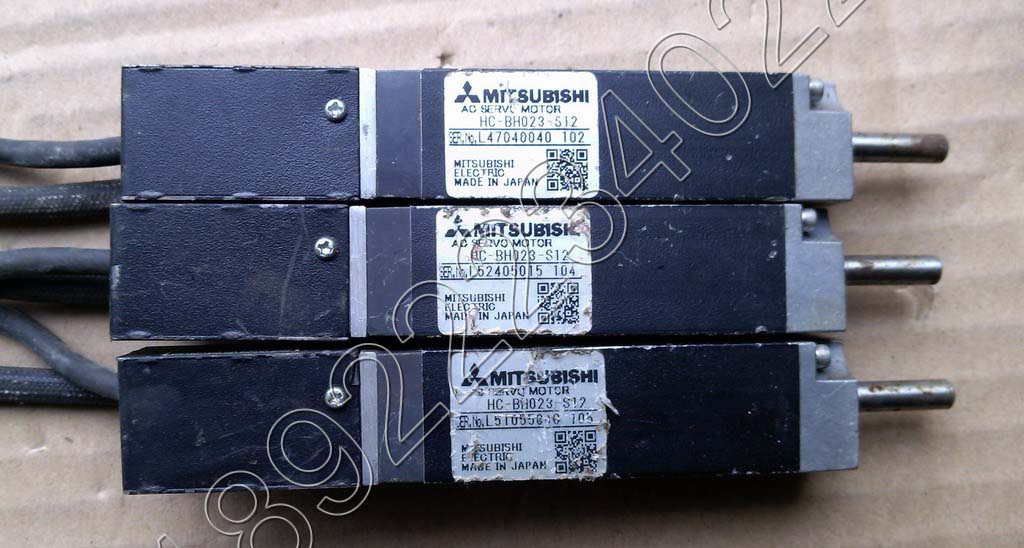 MITSUBISHI
AC SERVO MOTOR
HC-BH023-S12
SER.No. L47040040 102
MITSUBISHI
ELECTRIC
MADE IN JAPAN
MITSUBISHI
AC SERVO MOTOR
HC-BH023-S12
SER.No. L52405015 104
MITSUBISHI
ELECTRIC
MADE IN JAPAN
MITSUBISHI
AC SERVO MOTOR
HC-BH023-S12
SER.No.
MITSUBISHI
ELECTRIC
MADE IN JAPAN